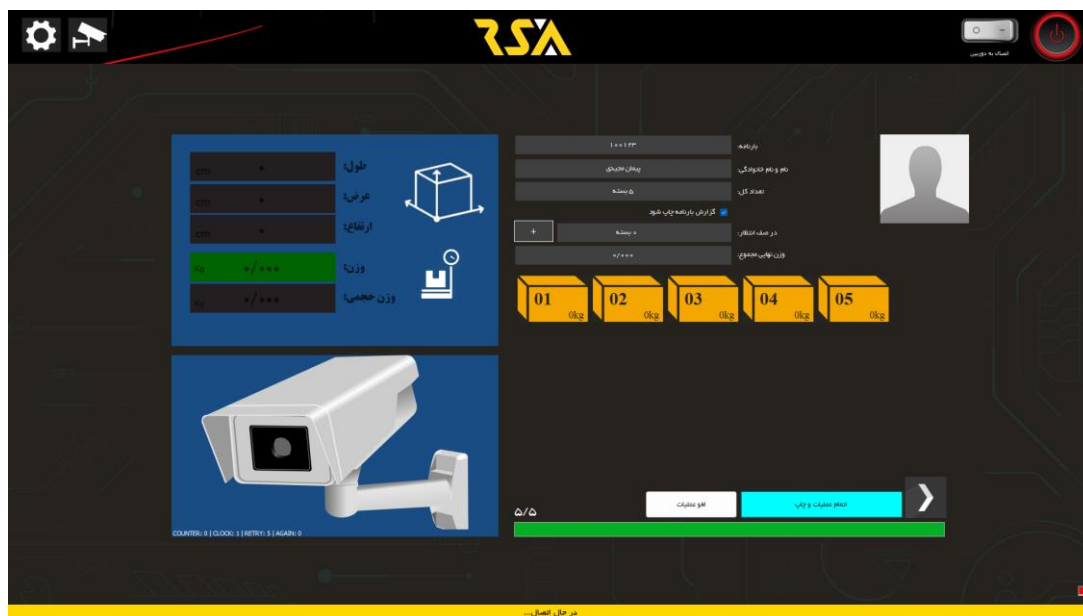 RSA
اتصال به دوربین
طول:
cm
عرض:
cm
ارتفاع:
cm
وزن:
۰/۰۰۰
Kg
وزن حجمی:
۰/۰۰۰
Kg
بارنامه:
۱۰۰۱۲۳
نام و نام خانوادگی:
پیمان مجیدی
تعداد کل:
۵ بسته
گزارش بارنامه چاپ شود
در صف انتظار:
۰ بسته
+
وزن نهایی مجموع:
۰/۰۰۰
01 0kg 02 0kg 03 0kg 04 0kg 05 0kg
اتمام عملیات و چاپ
لغو عملیات
۵/۵
COUNTER: 0 | CLOCK: 1 | RETRY: 5 | AGAIN: 0
در حال اتصال...